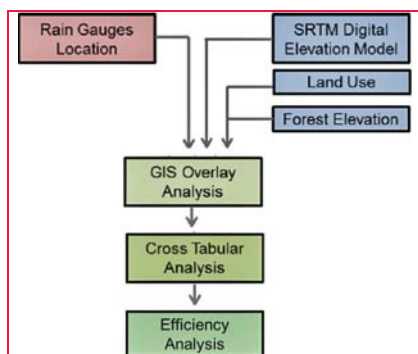 Rain Gauges
Location
SRTM Digital
Elevation Model
Land Use
Forest Elevation
GIS Overlay
Analysis
Cross Tabular
Analysis
Efficiency
Analysis